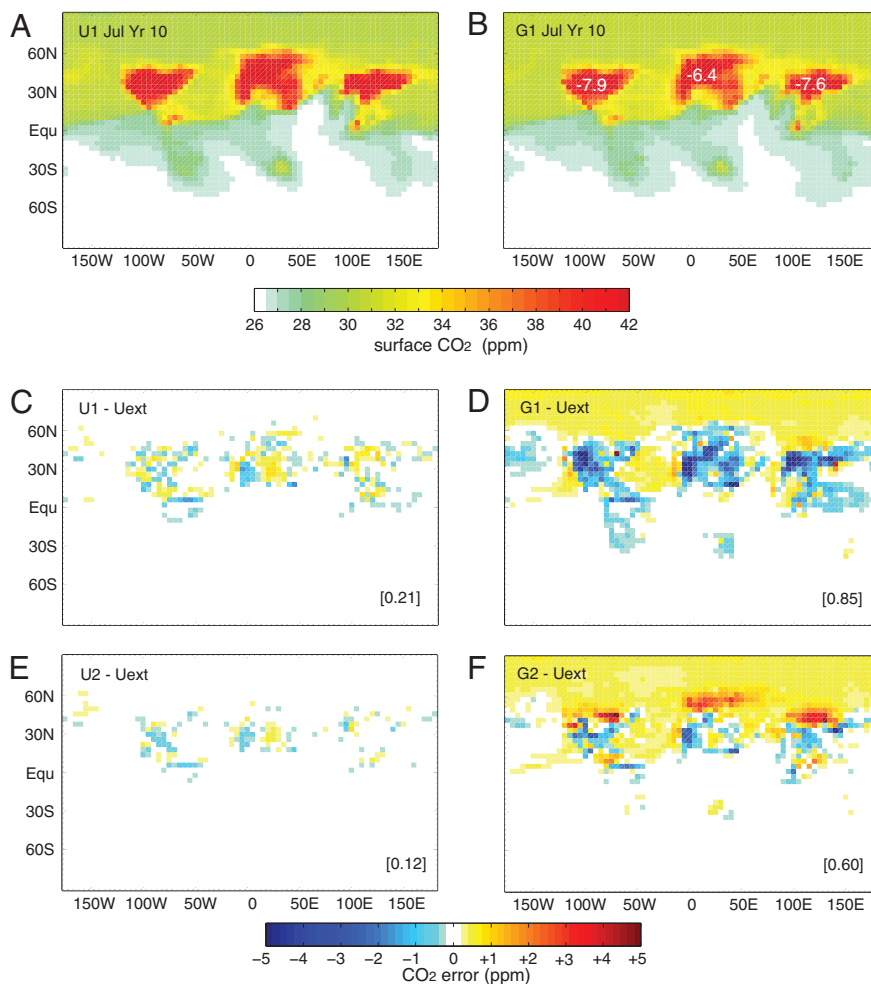 A
U1 Jul Yr 10
60N
30N
Equ
30S
60S
150W 100W 50W 0 50E 100E 150E
B
G1 Jul Yr 10
-7.9
-6.4
-7.6
150W 100W 50W 0 50E 100E 150E
26 28 30 32 34 36 38 40 42
surface CO2 (ppm)
C
U1 - Uext
60N
30N
Equ
30S
60S
[0.21]
D
G1 - Uext
[0.85]
E
U2 - Uext
60N
30N
Equ
30S
60S
[0.12]
150W 100W 50W 0 50E 100E 150E
F
G2 - Uext
[0.60]
150W 100W 50W 0 50E 100E 150E
−5 −4 −3 −2 −1 0 +1 +2 +3 +4 +5
CO2 error (ppm)